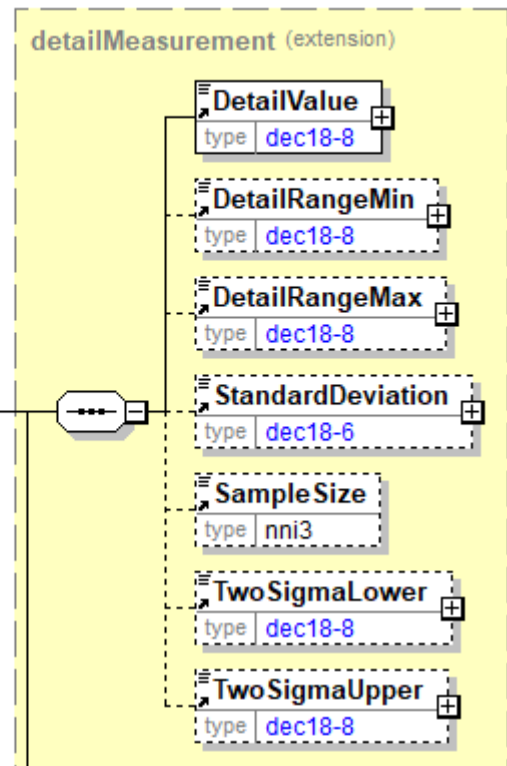 detailMeasurement (extension)
DetailValue
type dec18-8
DetailRangeMin
type dec18-8
DetailRangeMax
type dec18-8
StandardDeviation
type dec18-6
SampleSize
type nni3
TwoSigmaLower
type dec18-8
TwoSigmaUpper
type dec18-8